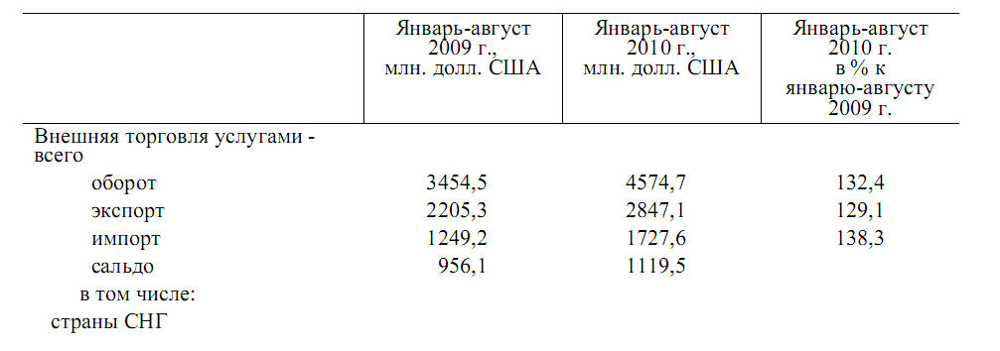 Январь-август 2009 г., млн. долл. США
Январь-август 2010 г., млн. долл. США
Январь-август 2010 г. в % к январю-августу 2009 г.
Внешняя торговля услугами -
всего
оборот 3454,5 4574,7 132,4
экспорт 2205,3 2847,1 129,1
импорт 1249,2 1727,6 138,3
сальдо 956,1 1119,5
в том числе:
страны СНГ